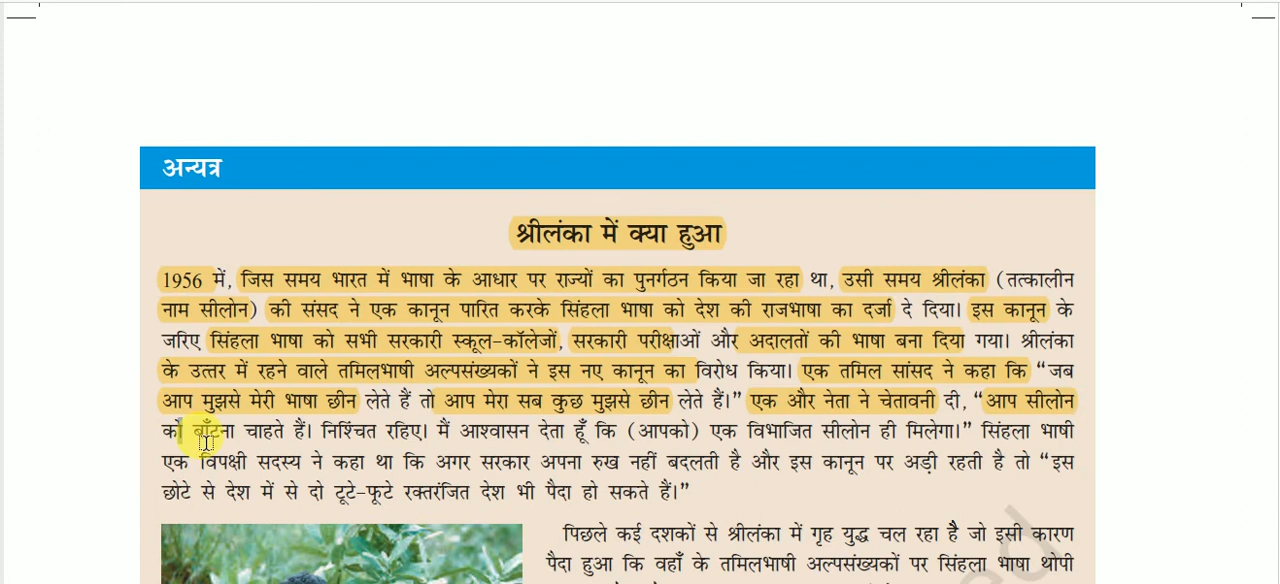 अन्यत्र
श्रीलंका में क्या हुआ
1956 में, जिस समय भारत में भाषा के आधार पर राज्यों का पुनर्गठन किया जा रहा था, उसी समय श्रीलंका (तत्कालीन
नाम सीलोन) की संसद ने एक कानून पारित करके सिंहला भाषा को देश की राजभाषा का दर्जा दे दिया। इस कानून के
जरिए सिंहला भाषा को सभी सरकारी स्कूल-कॉलेजों, सरकारी परीक्षाओं और अदालतों की भाषा बना दिया गया। श्रीलंका
के उत्तर में रहने वाले तमिलभाषी अल्पसंख्यकों ने इस नए कानून का विरोध किया। एक तमिल सांसद ने कहा कि “जब
आप मुझसे मेरी भाषा छीन लेते हैं तो आप मेरा सब कुछ मुझसे छीन लेते हैं।” एक और नेता ने चेतावनी दी, “आप सीलोन
को बाँटना चाहते हैं। निश्चिंत रहिए। मैं आश्वासन देता हूँ कि (आपको) एक विभाजित सीलोन ही मिलेगा।” सिंहला भाषी
एक विपक्षी सदस्य ने कहा था कि अगर सरकार अपना रुख नहीं बदलती है और इस कानून पर अड़ी रहती है तो “इस
छोटे से देश में से दो टूटे-फूटे रक्तरंजित देश भी पैदा हो सकते हैं।”
पिछले कई दशकों से श्रीलंका में गृह युद्ध चल रहा है जो इसी कारण
पैदा हुआ कि वहाँ के तमिलभाषी अल्पसंख्यकों पर सिंहला भाषा थोपी